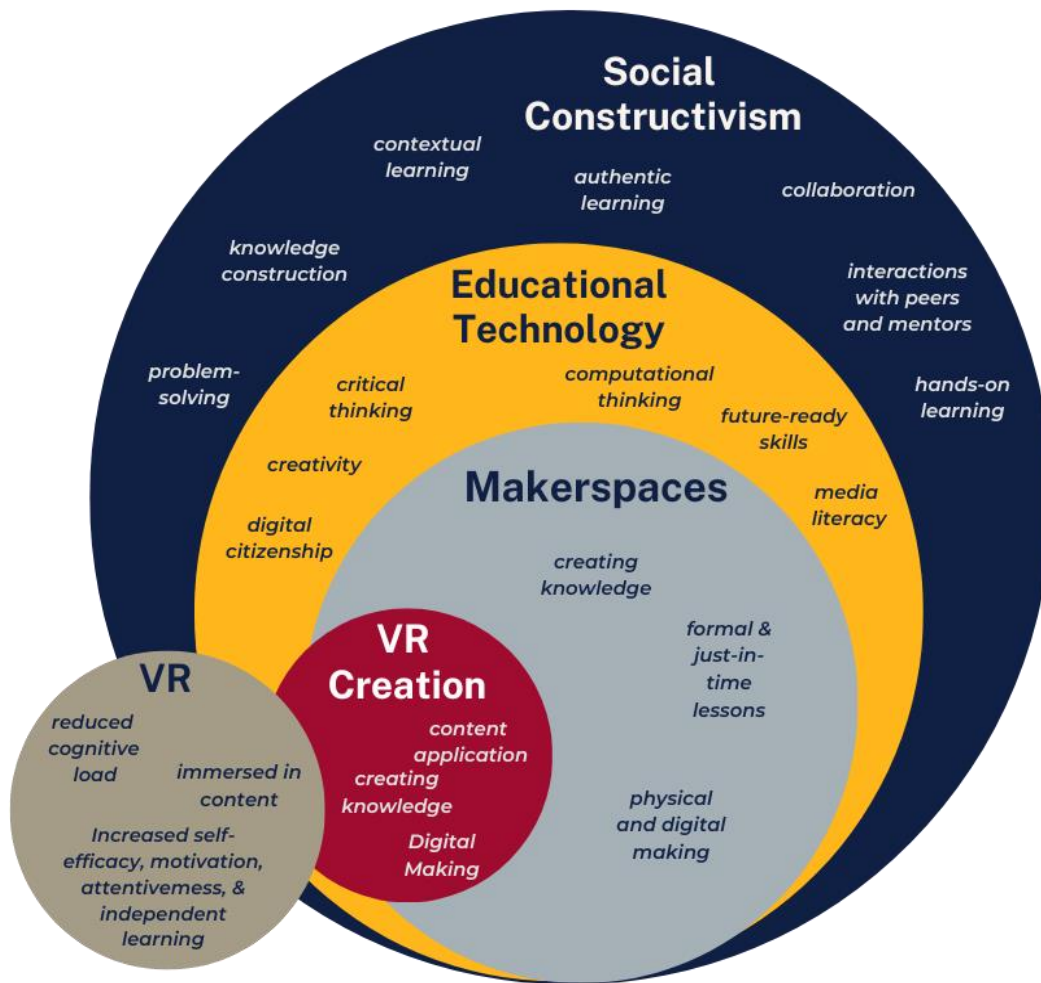 Social
Constructivism
contextual
learning
authentic
learning
collaboration
knowledge
construction
interactions
with peers
and mentors
problem-
solving
hands-on
learning
Educational
Technology
critical
thinking
computational
thinking
future-ready
skills
creativity
media
literacy
digital
citizenship
Makerspaces
creating
knowledge
formal &
just-in-
time
lessons
physical
and digital
making
VR
Creation
content
application
creating
knowledge
Digital
Making
VR
reduced
cognitive
load
immersed in
content
Increased self-
efficacy, motivation,
attentivemess, &
independent
learning